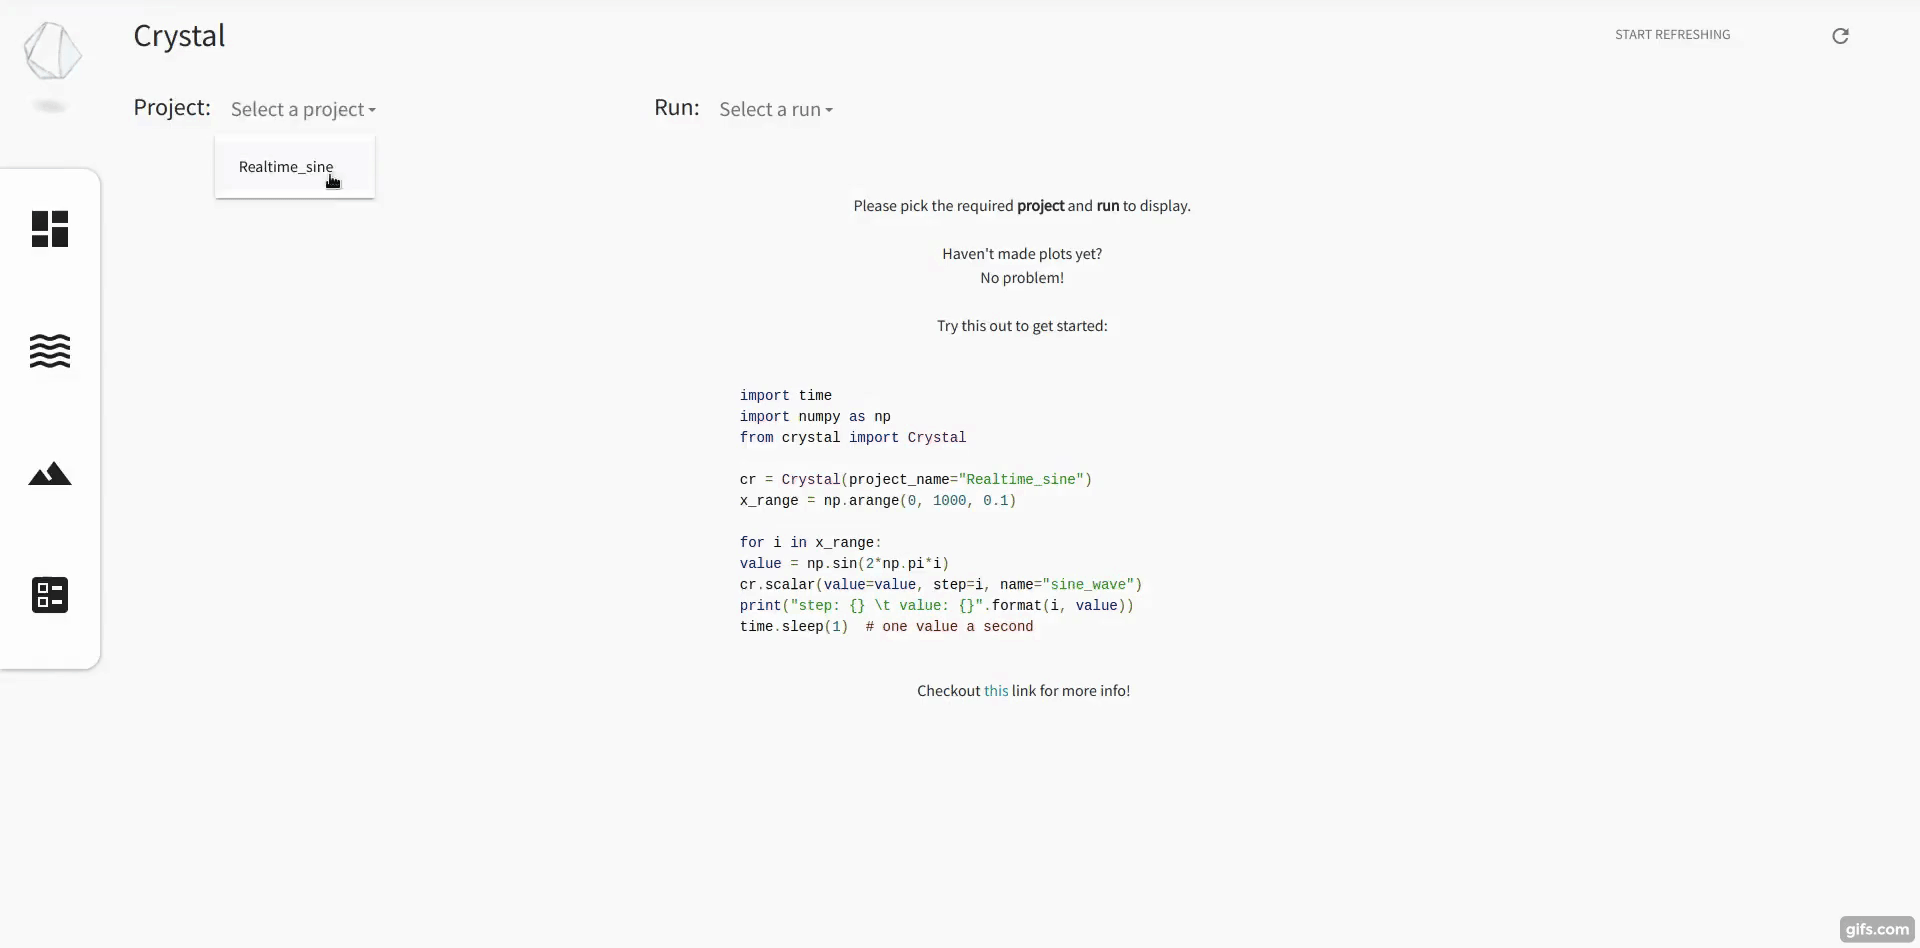 Crystal
START REFRESHING
Project: Select a project
Run: Select a run
Realtime_sine
Please pick the required project and run to display.
Haven't made plots yet?
No problem!
Try this out to get started:
import time
import numpy as np
from crystal import Crystal
cr = Crystal(project_name="Realtime_sine")
x_range = np.arange(0, 1000, 0.1)
for i in x_range:
value = np.sin(2*np.pi*i)
cr.scalar(value=value, step=i, name="sine_wave")
print("step: {} \t value: {}".format(i, value))
time.sleep(1)  # one value a second
Checkout this link for more info!
gifs.com